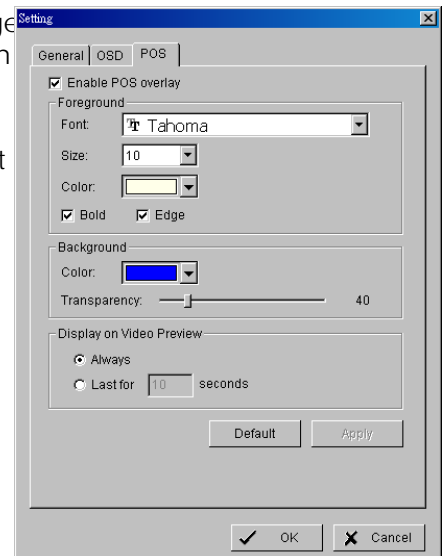 ge
Setting
n
General OSD POS
Enable POS overlay
Foreground
Font: Tahoma
Size: 10
t
Color:
Bold Edge
Background
Color:
Transparency: 40
Display on Video Preview
Always
Last for 10 seconds
Default Apply
OK Cancel